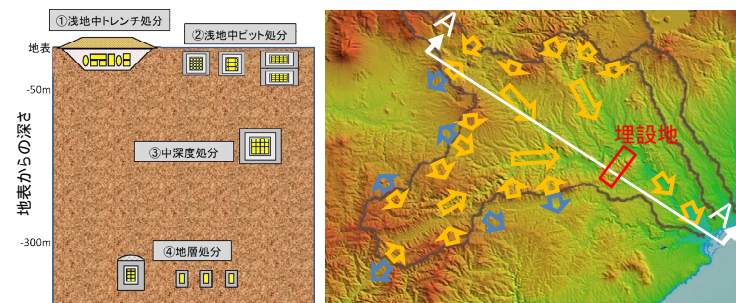 ①浅地中トレンチ処分
②浅地中ピット処分
地表
-50m
地表からの深さ
③中深度処分
-300m
④地層処分
A
埋設地
A'